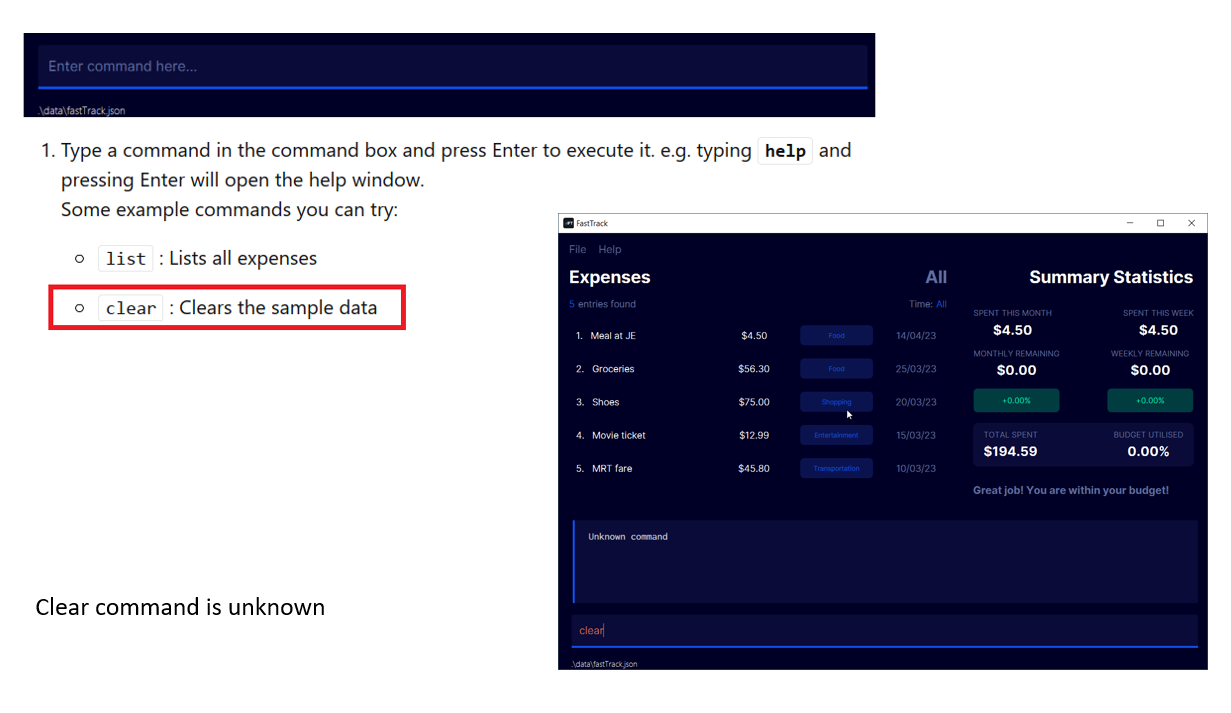 Enter command here...
.\data\fastTrack.json
1. Type a command in the command box and press Enter to execute it. e.g. typing help and
pressing Enter will open the help window.
Some example commands you can try:
list : Lists all expenses
clear : Clears the sample data
FastTrack
File Help
Expenses All Summary Statistics
5 entries found Time: All
SPENT THIS MONTH SPENT THIS WEEK
$4.50 $4.50
1. Meal at JE $4.50 Food 14/04/23
MONTHLY REMAINING WEEKLY REMAINING
$0.00 $0.00
2. Groceries $56.30 Food 25/03/23
3. Shoes $75.00 Shopping 20/03/23
+0.00% +0.00%
4. Movie ticket $12.99 Entertainment 15/03/23
TOTAL SPENT BUDGET UTILISED
$194.59 0.00%
5. MRT fare $45.80 Transportation 10/03/23
Great job! You are within your budget!
Unknown command
clear
.\data\fastTrack.json
Clear command is unknown